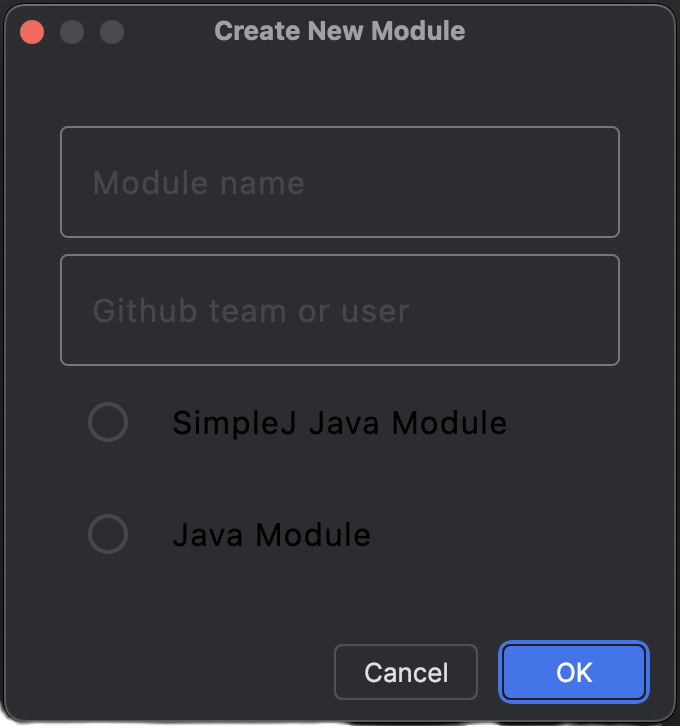 Create New Module
Module name
Github team or user
SimpleJ Java Module
Java Module
Cancel OK